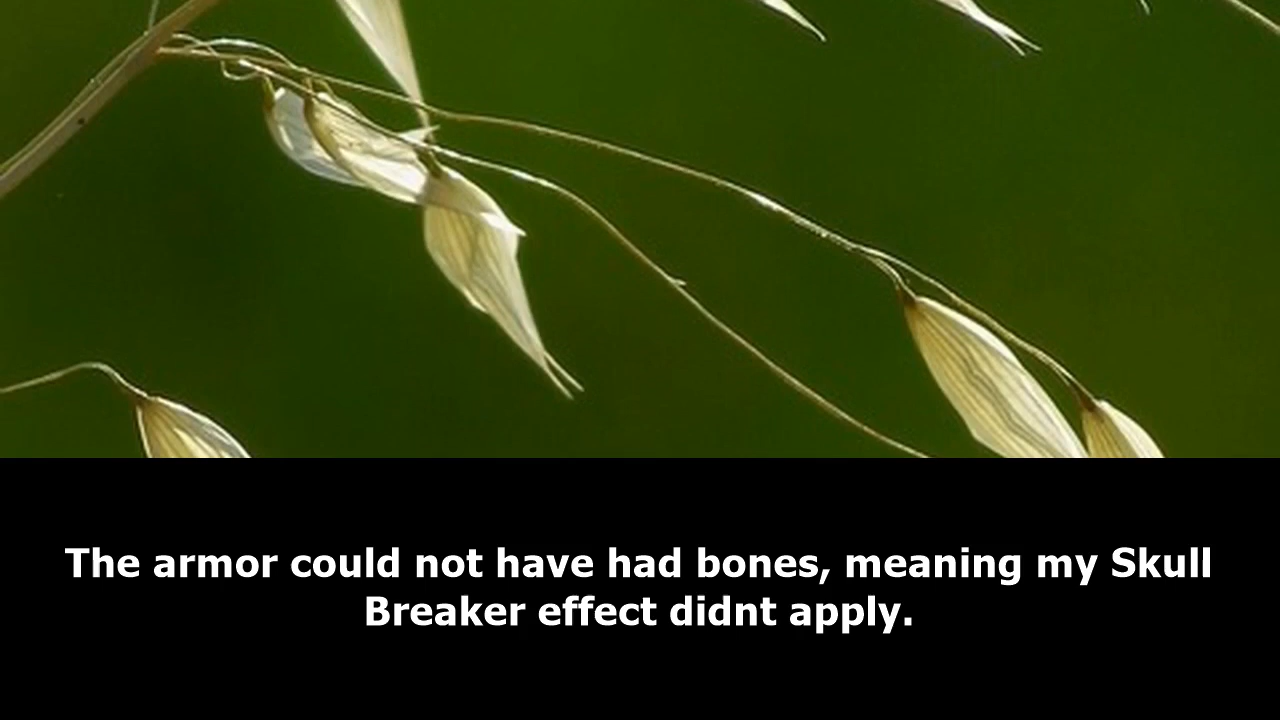 The armor could not have had bones, meaning my Skull
Breaker effect didnt apply.